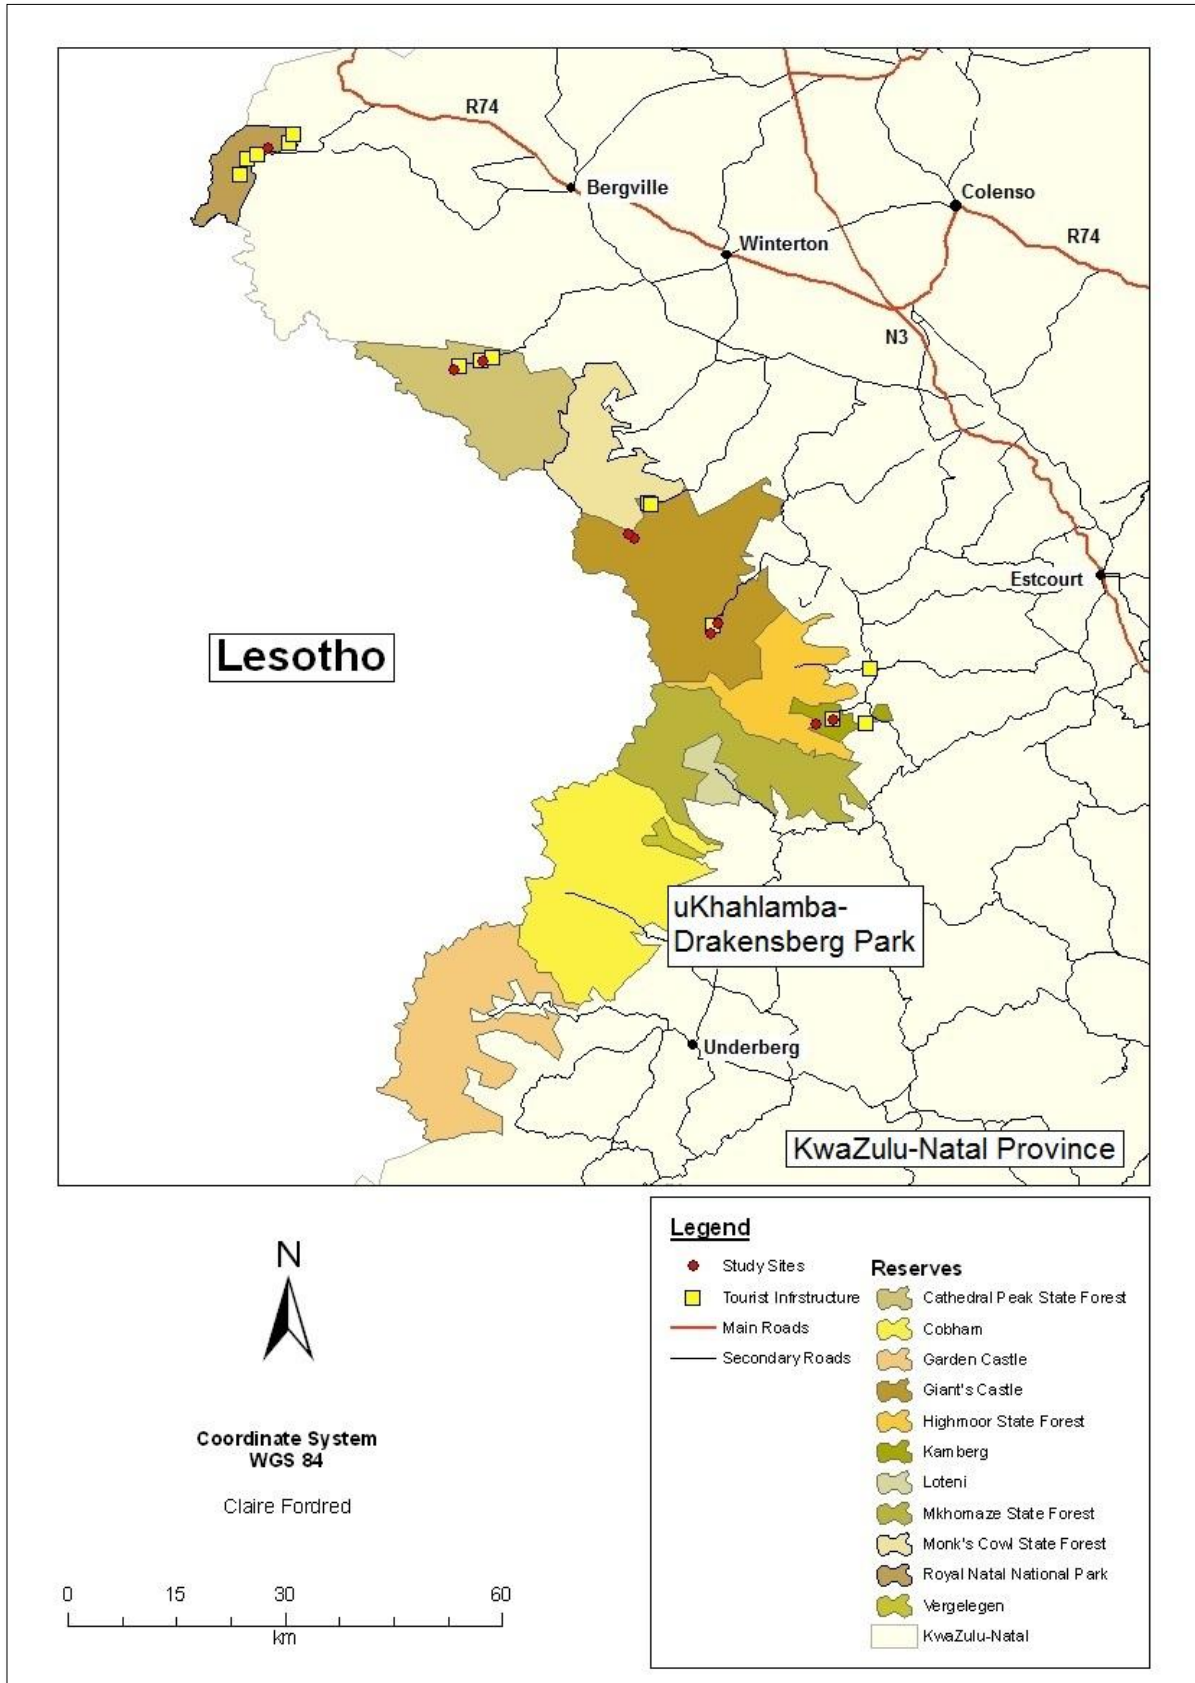 R74
Bergville
Colenso
R74
Winterton
N3
Estcourt
Lesotho
uKhahlamba-
Drakensberg Park
Underberg
KwaZulu-Natal Province
Legend
Study Sites
Tourist Infrstructure
Main Roads
Secondary Roads
Reserves
Cathedral Peak State Forest
Cobham
Garden Castle
Giant's Castle
Highmoor State Forest
Kamberg
Loteni
Mkhomaze State Forest
Monk's Cowl State Forest
Royal Natal National Park
Vergelegen
KwaZulu-Natal
N
Coordinate System
WGS 84
Claire Fordred
0 15 30 60
km